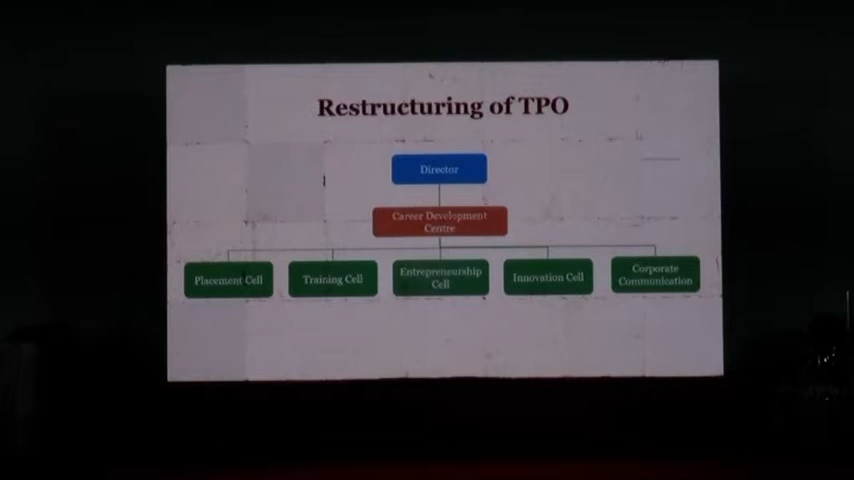 Restructuring of TPO
Director
Career Development
Centre
Placement Cell
Training Cell
Entrepreneurship
Cell
Innovation Cell
Corporate
Communication